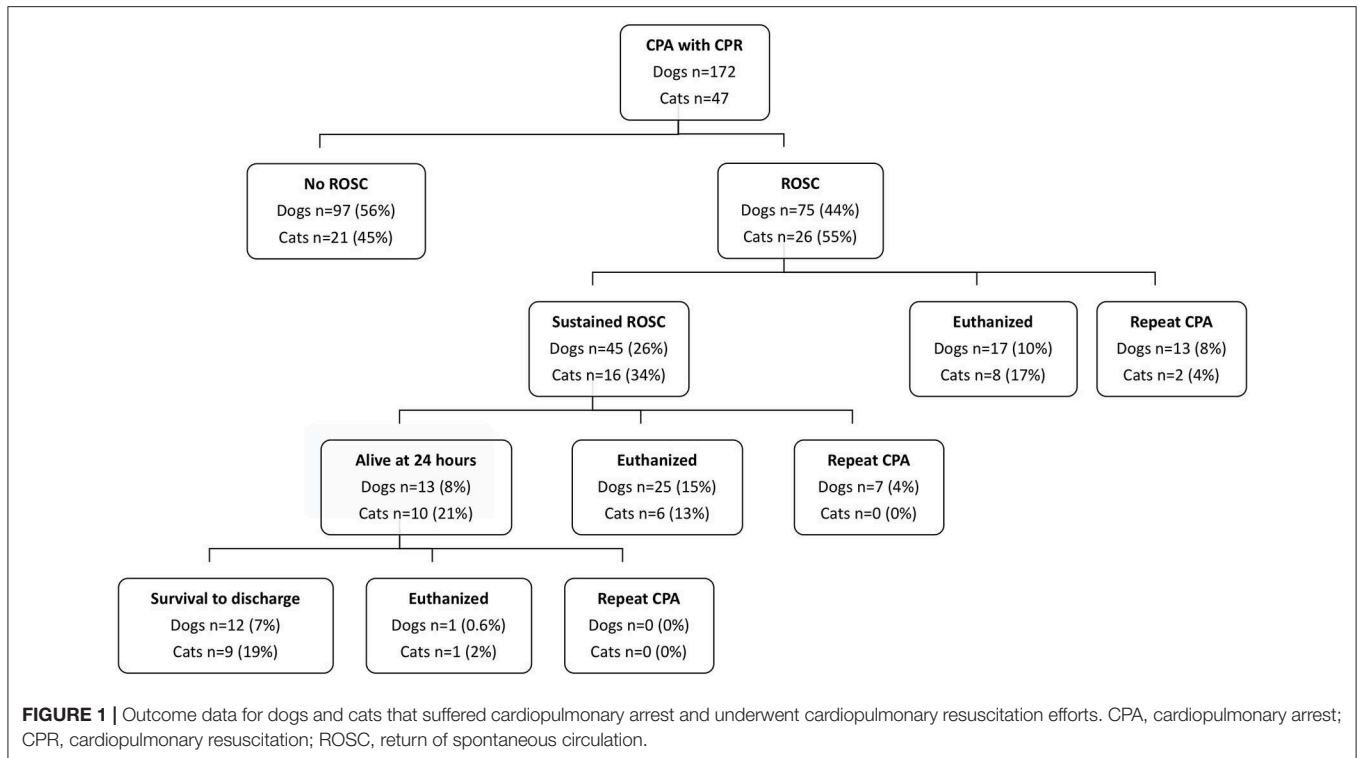 CPA with CPR
Dogs n=172
Cats n=47
No ROSC
Dogs n=97 (56%)
Cats n=21 (45%)
ROSC
Dogs n=75 (44%)
Cats n=26 (55%)
Sustained ROSC
Dogs n=45 (26%)
Cats n=16 (34%)
Euthanized
Dogs n=17 (10%)
Cats n=8 (17%)
Repeat CPA
Dogs n=13 (8%)
Cats n=2 (4%)
Alive at 24 hours
Dogs n=13 (8%)
Cats n=10 (21%)
Euthanized
Dogs n=25 (15%)
Cats n=6 (13%)
Repeat CPA
Dogs n=7 (4%)
Cats n=0 (0%)
Survival to discharge
Dogs n=12 (7%)
Cats n=9 (19%)
Euthanized
Dogs n=1 (0.6%)
Cats n=1 (2%)
Repeat CPA
Dogs n=0 (0%)
Cats n=0 (0%)
FIGURE 1 | Outcome data for dogs and cats that suffered cardiopulmonary arrest and underwent cardiopulmonary resuscitation efforts. CPA, cardiopulmonary arrest;
CPR, cardiopulmonary resuscitation; ROSC, return of spontaneous circulation.